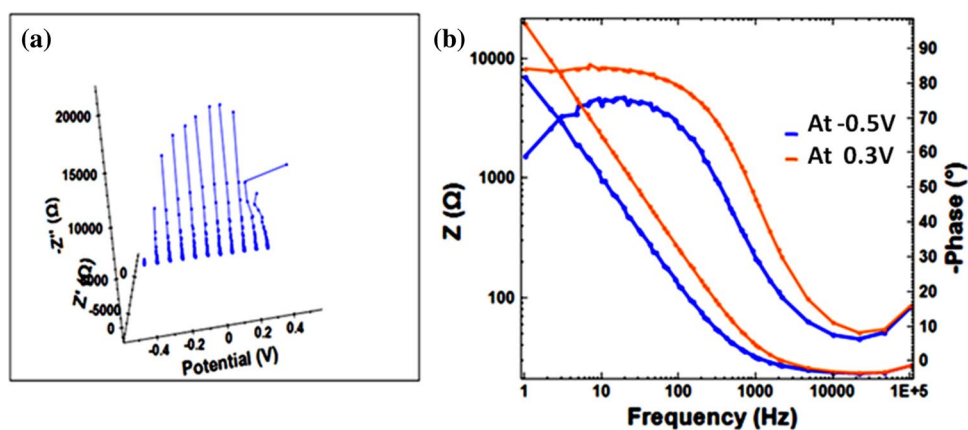 (a)
20000
15000
10000
-Z'' (Ω)
0
-5000
0
Z' (Ω)
-0.4
-0.2
0
0.2
0.4
Potential (V)
(b)
10000
1000
100
Z (Ω)
90
80
70
60
50
40
30
20
10
0
-Phase (°)
At -0.5V
At 0.3V
1
10
100
1000
10000
1E+5
Frequency (Hz)